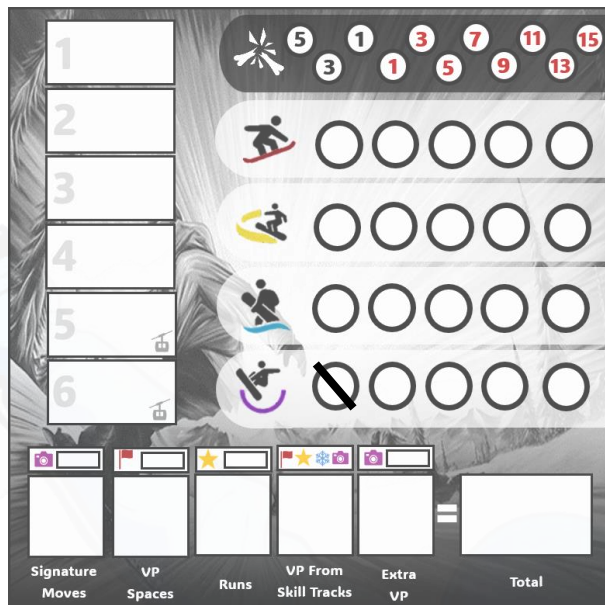 1
5 1 3 7 11 15
3 1 5 9 13
2
3
4
5
6
Signature
Moves
VP
Spaces
Runs
VP From
Skill Tracks
Extra
VP
Total